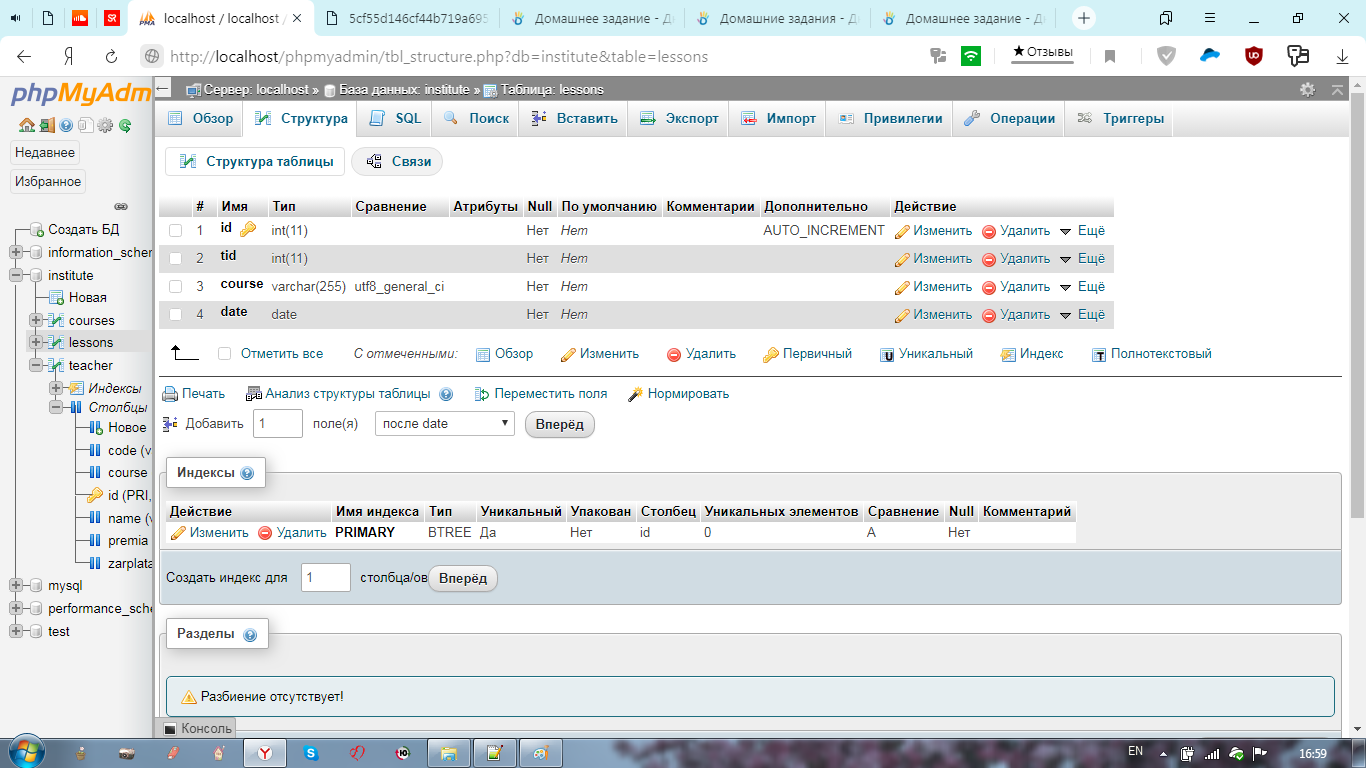 localhost / localhost /
5cf55d146cf44b719a695
Домашнее задание - Д
Домашние задания - Д
Домашнее задание - Д
http://localhost/phpmyadmin/tbl_structure.php?db=institute&table=lessons
★Отзывы
phpMyAdm
Недавнее
Избранное
Создать БД
information_schem
institute
Новая
courses
lessons
teacher
Индексы
Столбцы
Новое
code (v
course
id (PRI,
name (v
premia
zarplata
mysql
performance_sche
test
Сервер: localhost » База данных: institute » Таблица: lessons
Обзор Структура SQL Поиск Вставить Экспорт Импорт Привилегии Операции Триггеры
Структура таблицы Связи
# Имя Тип Сравнение Атрибуты Null По умолчанию Комментарии Дополнительно Действие
1 id int(11) Нет Нет AUTO_INCREMENT Изменить Удалить Ещё
2 tid int(11) Нет Нет Изменить Удалить Ещё
3 course varchar(255) utf8_general_ci Нет Нет Изменить Удалить Ещё
4 date date Нет Нет Изменить Удалить Ещё
Отметить все С отмеченными: Обзор Изменить Удалить Первичный Уникальный Индекс Полнотекстовый
Печать Анализ структуры таблицы Переместить поля Нормировать
Добавить 1 поле(я) после date Вперёд
Индексы
Действие Имя индекса Тип Уникальный Упакован Столбец Уникальных элементов Сравнение Null Комментарий
Изменить Удалить PRIMARY BTREE Да Нет id 0 A Нет
Создать индекс для 1 столбца/ов Вперёд
Разделы
Разбиение отсутствует!
Консоль
EN 16:59